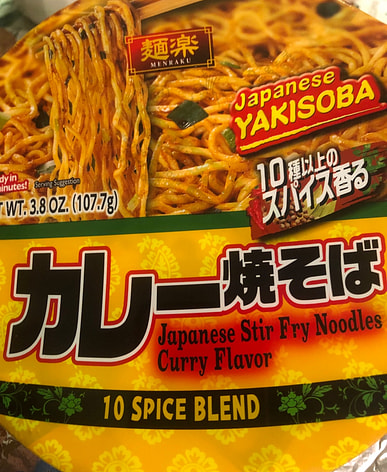 麺楽
MENRAKU
Japanese
YAKISOBA
10種以上の
スパイス香る
minutes!
Serving Suggestion
WT. 3.8 OZ. (107.7g)
カレー焼そば
Japanese Stir Fry Noodles
Curry Flavor
10 SPICE BLEND